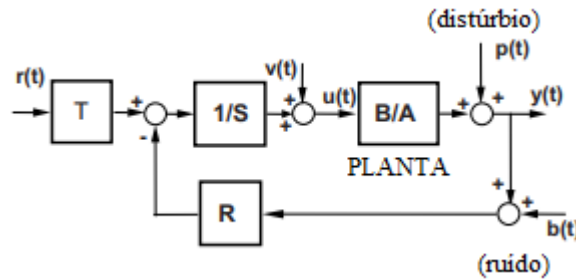 (distúrbio)
p(t)
v(t)
r(t)
u(t)
y(t)
T
+
-
1/S
+
+
B/A
+
+
PLANTA
R
+
+
b(t)
(ruído)